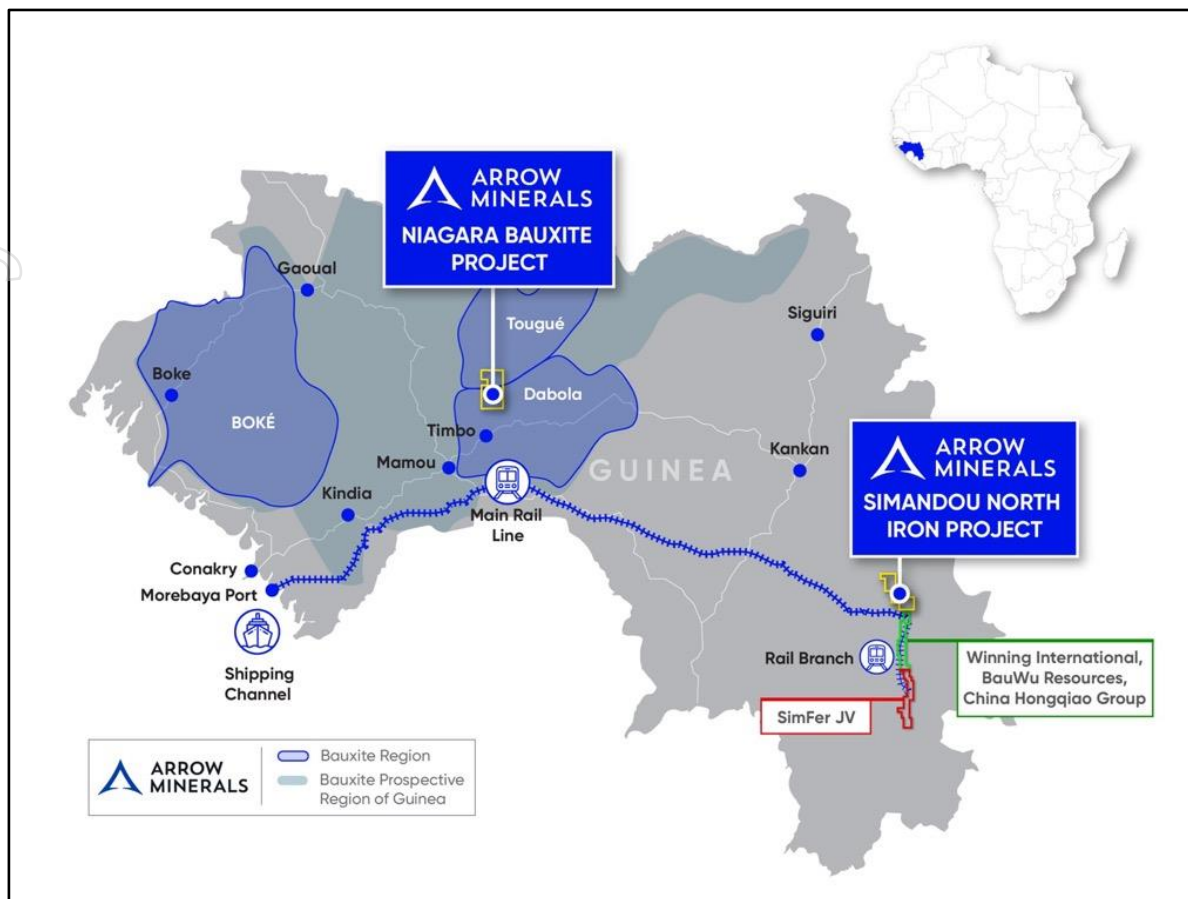 ARROW
MINERALS
NIAGARA BAUXITE
PROJECT
Gaoual
Tougué
Siguiri
Boke
BOKÉ
Dabola
Timbo
Mamou
GUINEA
Kankan
Kindia
Main Rail
Line
ARROW
MINERALS
SIMANDOU NORTH
IRON PROJECT
Conakry
Morebaya Port
Shipping
Channel
Rail Branch
Winning International,
BauWu Resources,
China Hongqiao Group
SimFer JV
ARROW
MINERALS
Bauxite Region
Bauxite Prospective
Region of Guinea